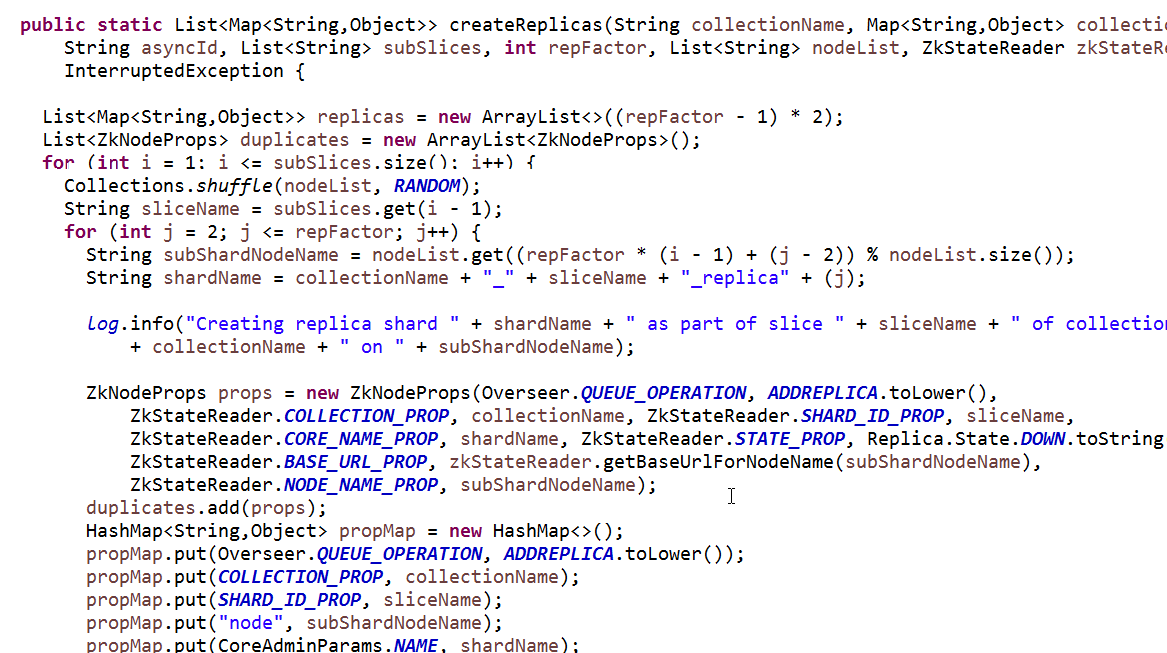 public static List<Map<String,Object>> createReplicas(String collectionName, Map<String,Object>
String asyncId, List<String> subSlices, int repFactor, List<String> nodeList, ZkStateReader
InterruptedException {
List<Map<String,Object>> replicas = new ArrayList<>((repFactor - 1) * 2);
List<ZkNodeProps> duplicates = new ArrayList<ZkNodeProps>();
for (int i = 1; i <= subSlices.size(); i++) {
Collections.shuffle(nodeList, RANDOM);
String sliceName = subSlices.get(i - 1);
for (int j = 2; j <= repFactor; j++) {
String subShardNodeName = nodeList.get((repFactor * (i - 1) + (j - 2)) % nodeList.size());
String shardName = collectionName + "_" + sliceName + "_replica" + (j);
log.info("Creating replica shard " + shardName + " as part of slice " + sliceName + " of
+ collectionName + " on " + subShardNodeName);
ZkNodeProps props = new ZkNodeProps(Overseer.QUEUE_OPERATION, ADDREPLICA.toLower(),
ZkStateReader.COLLECTION_PROP, collectionName, ZkStateReader.SHARD_ID_PROP, sliceName,
ZkStateReader.CORE_NAME_PROP, shardName, ZkStateReader.STATE_PROP, Replica.State.DOWN.toString
ZkStateReader.BASE_URL_PROP, zkStateReader.getBaseUrlForNodeName(subShardNodeName),
ZkStateReader.NODE_NAME_PROP, subShardNodeName);
duplicates.add(props);
HashMap<String,Object> propMap = new HashMap<>();
propMap.put(Overseer.QUEUE_OPERATION, ADDREPLICA.toLower());
propMap.put(COLLECTION_PROP, collectionName);
propMap.put(SHARD_ID_PROP, sliceName);
propMap.put("node", subShardNodeName);
propMap.put(CoreAdminParams.NAME, shardName);